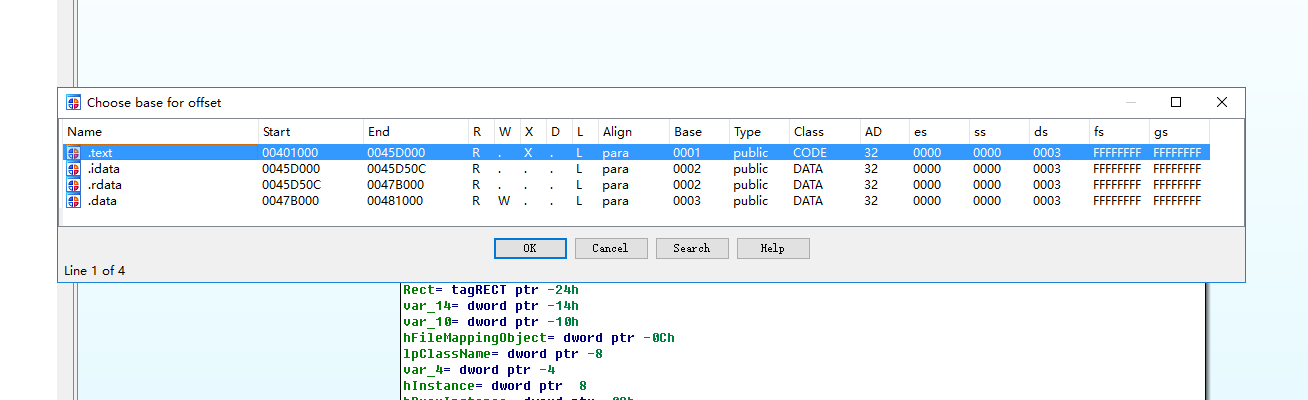 Choose base for offset
Name Start End R W X D L Align Base Type Class AD es ss ds fs gs
.text 00401000 0045D000 R . X . L para 0001 public CODE 32 0000 0000 0003 FFFFFFFF FFFFFFFF
.idata 0045D000 0045D50C R . . . L para 0002 public DATA 32 0000 0000 0003 FFFFFFFF FFFFFFFF
.rdata 0045D50C 0047B000 R . . . L para 0002 public DATA 32 0000 0000 0003 FFFFFFFF FFFFFFFF
.data 0047B000 00481000 R W . . L para 0003 public DATA 32 0000 0000 0003 FFFFFFFF FFFFFFFF
OK Cancel Search Help
Line 1 of 4
Rect= tagRECT ptr -24h
var_14= dword ptr -14h
var_10= dword ptr -10h
hFileMappingObject= dword ptr -0Ch
lpClassName= dword ptr -8
var_4= dword ptr -4
hInstance= dword ptr 8